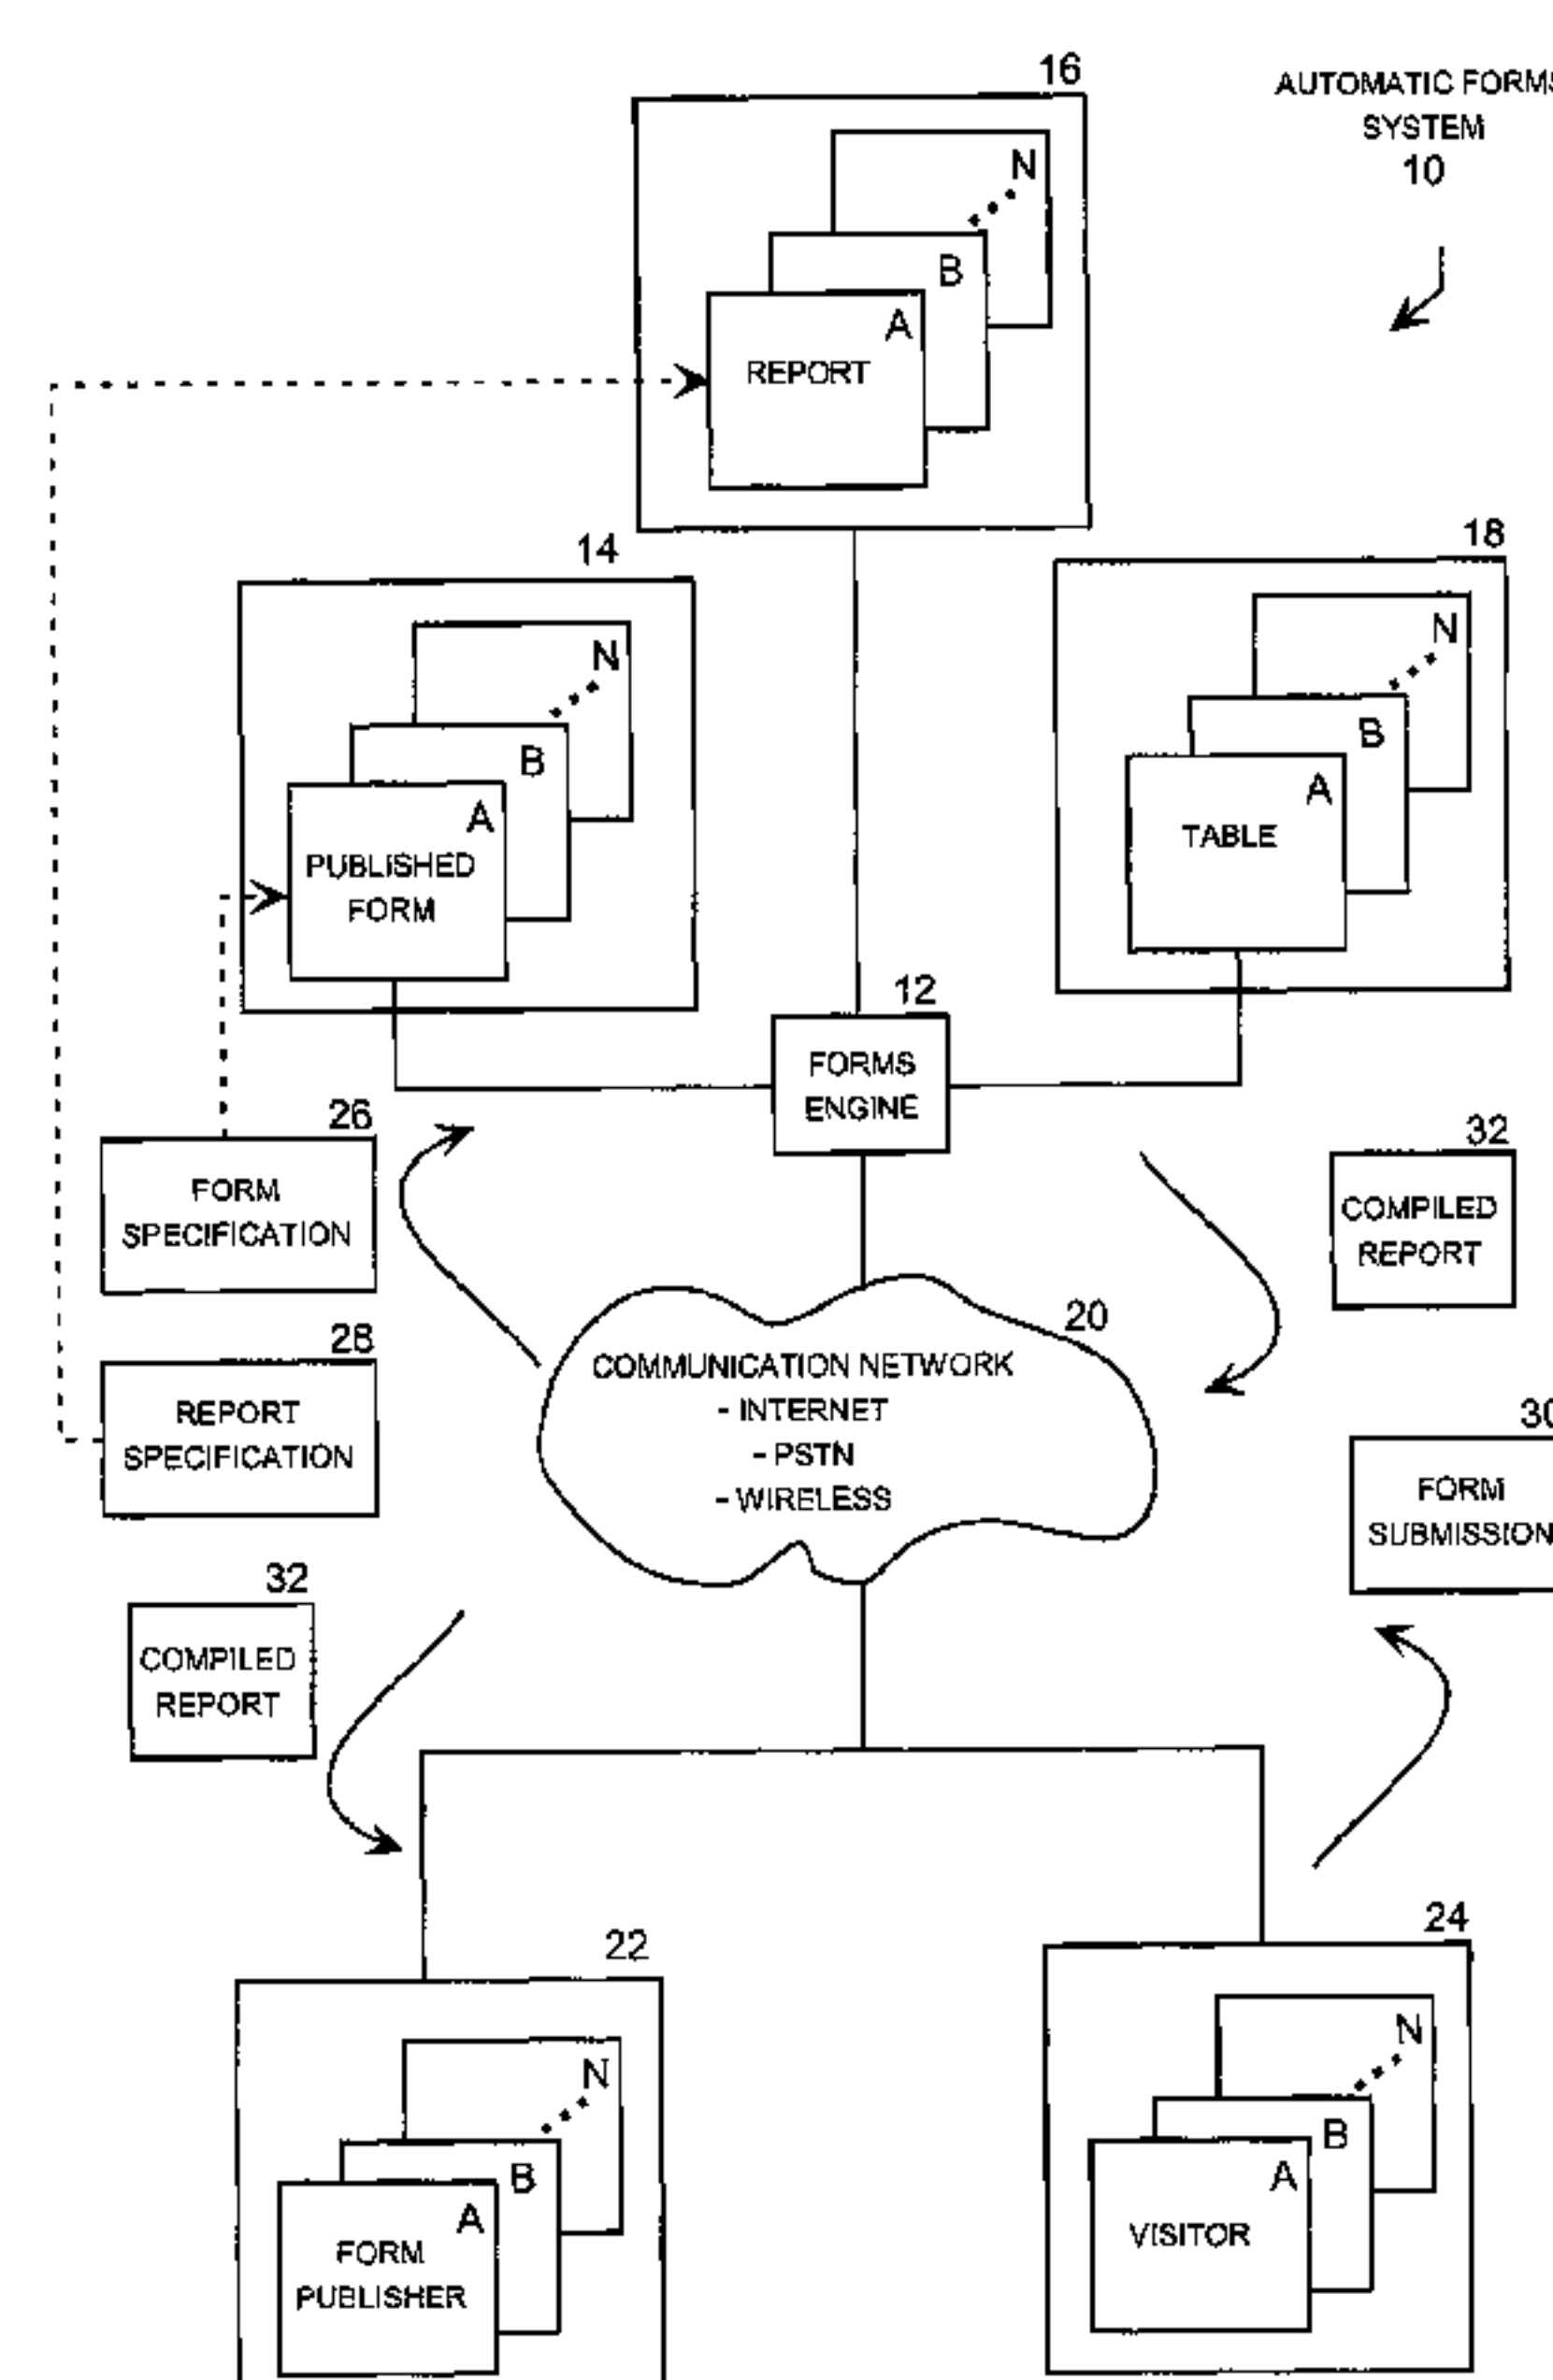 16
AUTOMATIC FORMS
SYSTEM
10
N
B
A
REPORT
14
18
N
B
A
PUBLISHED
FORM
N
B
A
TABLE
12
FORMS
ENGINE
26
FORM
SPECIFICATION
32
COMPILED
REPORT
28
REPORT
SPECIFICATION
20
COMMUNICATION NETWORK
- INTERNET
- PSTN
- WIRELESS
30
FORM
SUBMISSION
32
COMPILED
REPORT
22
24
N
B
A
FORM
PUBLISHER
N
B
A
VISITOR